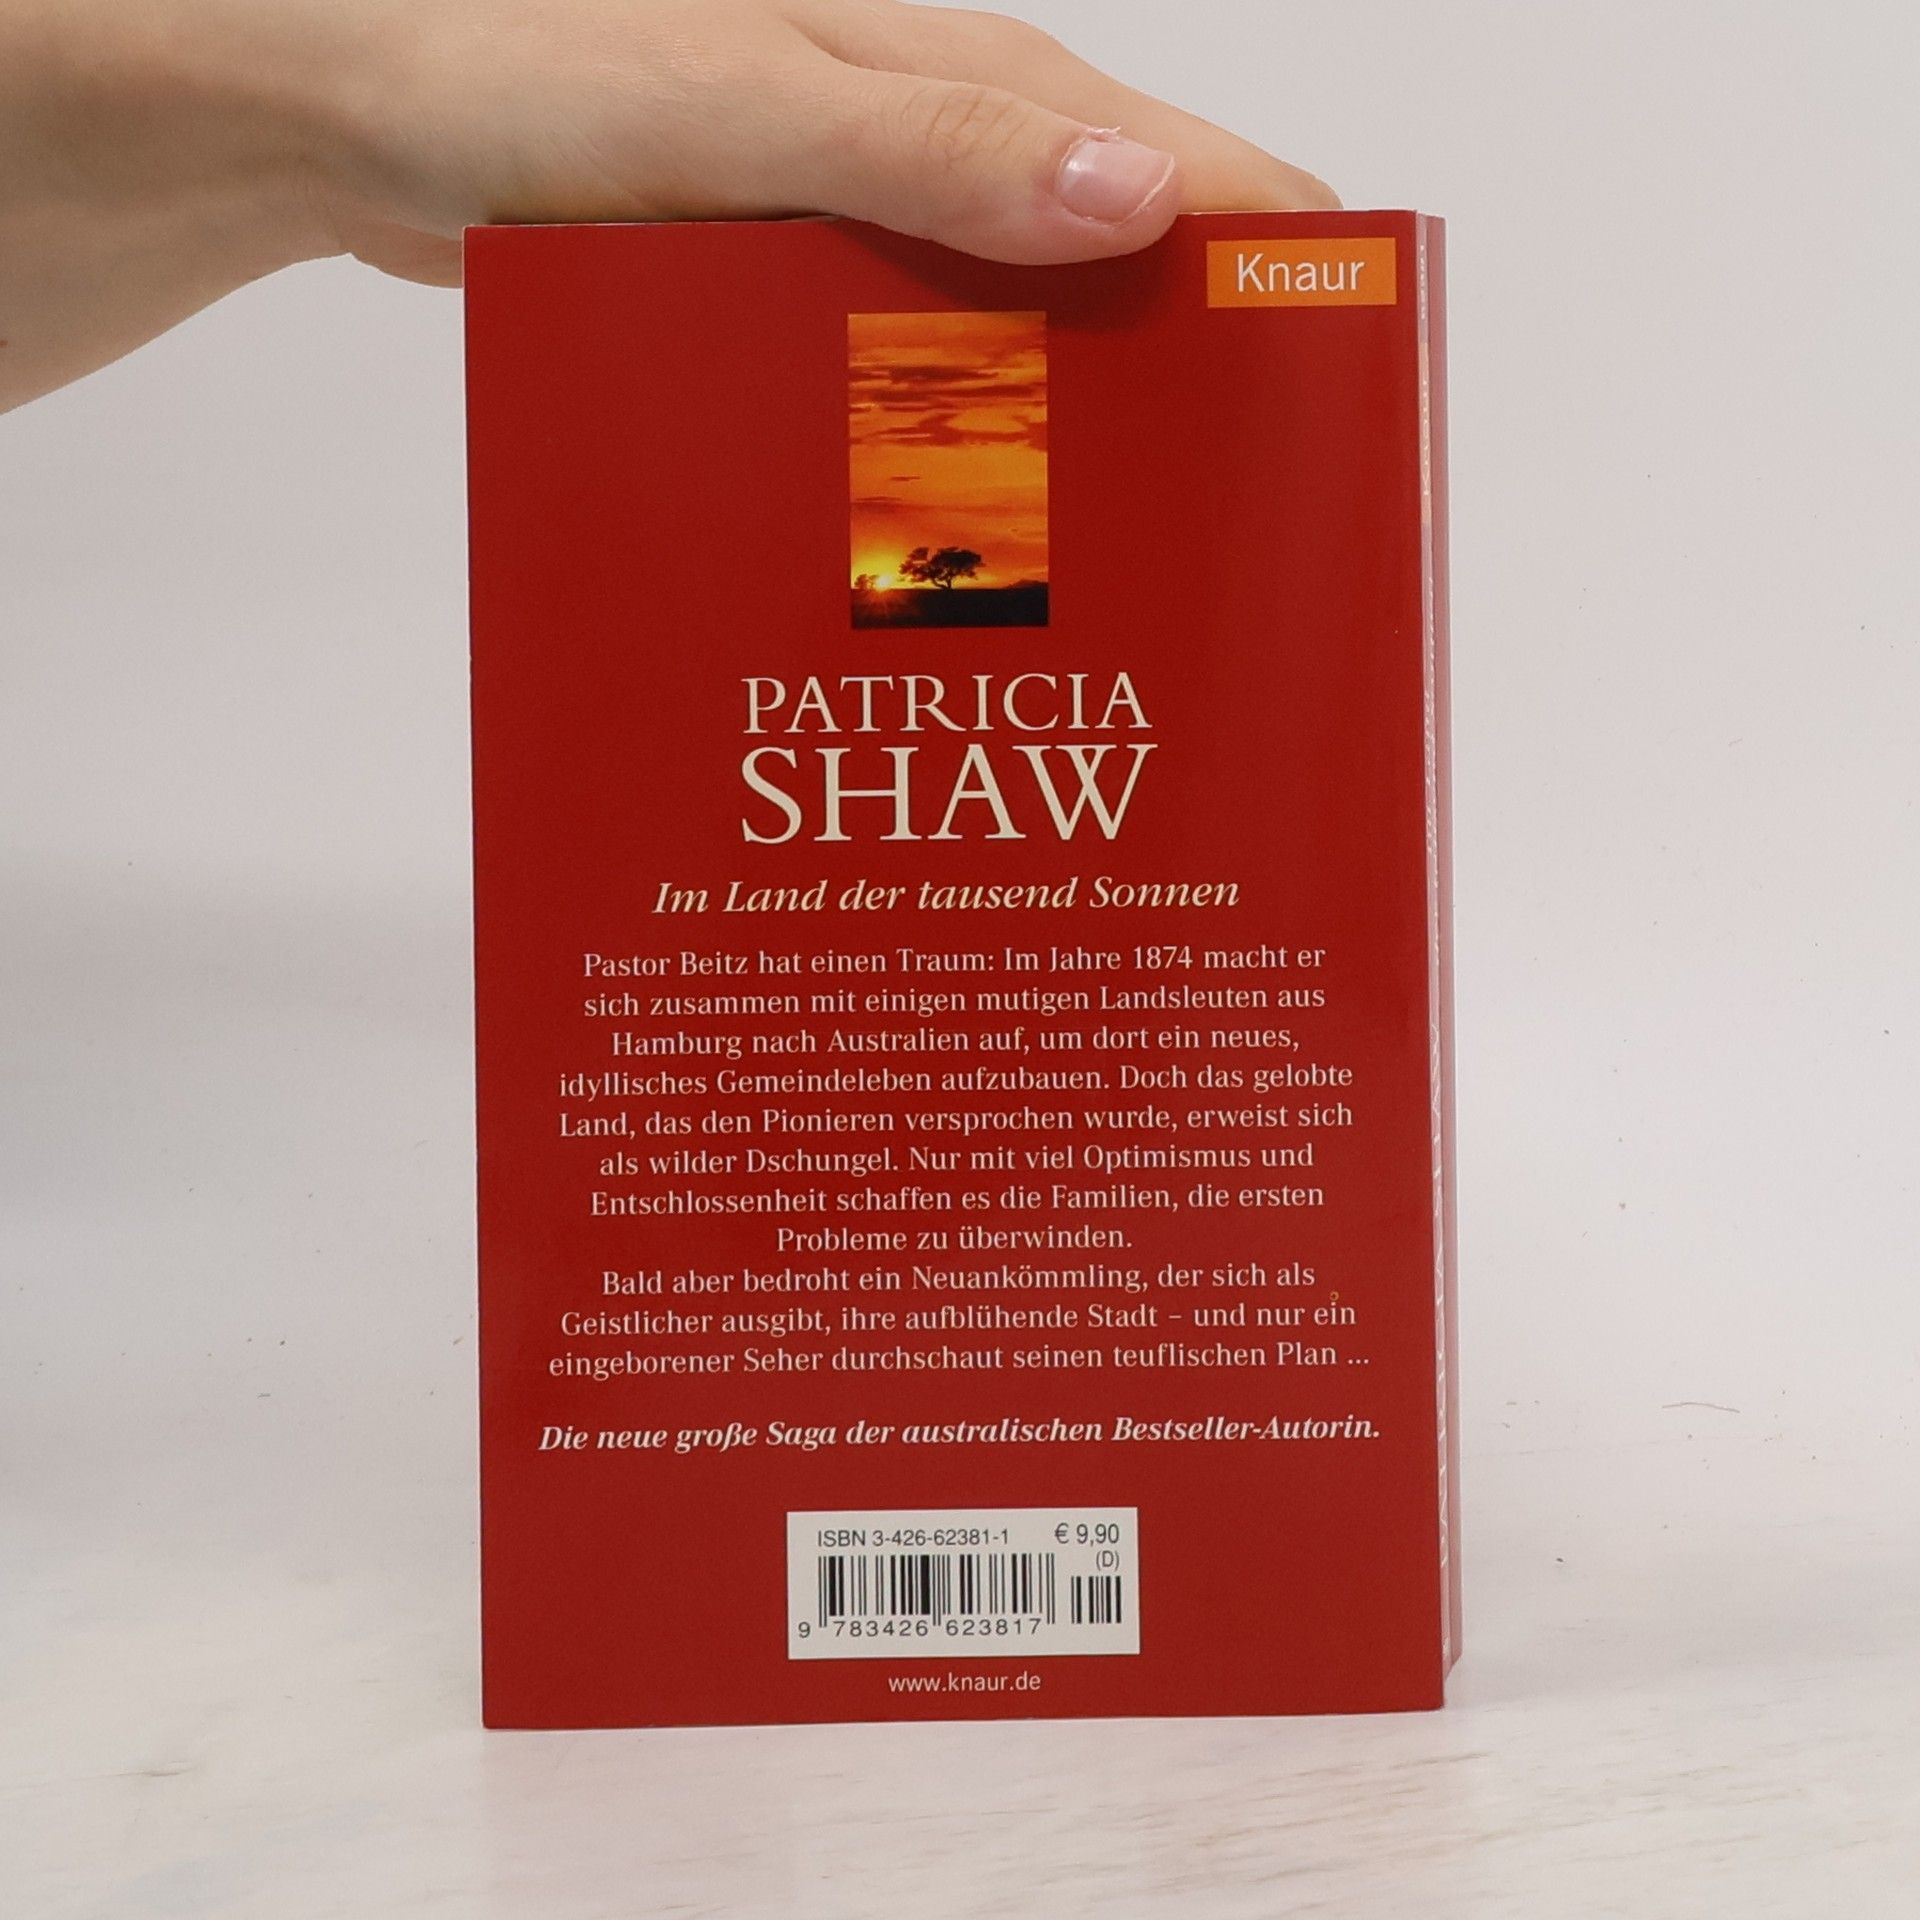 Knaur
PATRICIA
SHAW
Im Land der tausend Sonnen
Pastor Beitz hat einen Traum: Im Jahre 1874 macht er
sich zusammen mit einigen mutigen Landsleuten aus
Hamburg nach Australien auf, um dort ein neues,
idyllisches Gemeindeleben aufzubauen. Doch das gelobte
Land, das den Pionieren versprochen wurde, erweist sich
als wilder Dschungel. Nur mit viel Optimismus und
Entschlossenheit schaffen es die Familien, die ersten
Probleme zu überwinden.
Bald aber bedroht ein Neuankömmling, der sich als
Geistlicher ausgibt, ihre aufblühende Stadt – und nur ein
eingeborener Seher durchschaut seinen teuflischen Plan ...
Die neue große Saga der australischen Bestseller-Autorin.
ISBN 3-426-62381-1 € 9,90
(D)
9 783426 623817
www.knaur.de